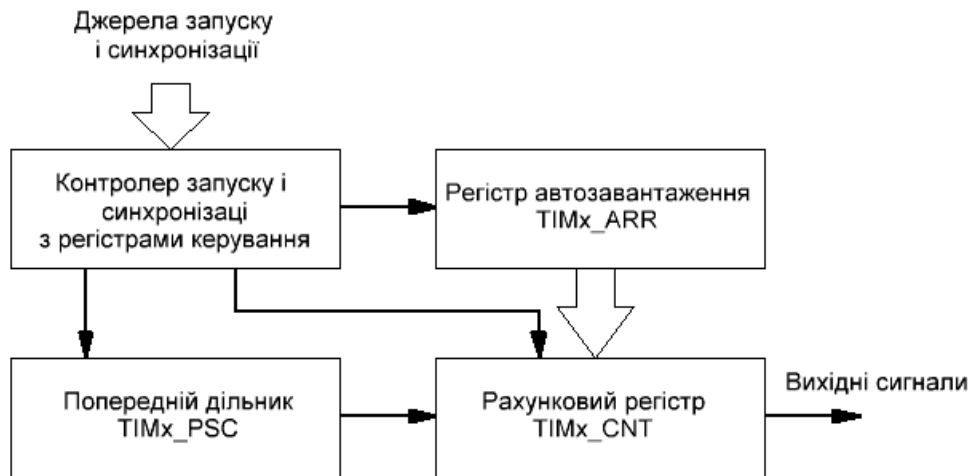 Джерела запуску
і синхронізації
Контролер запуску і
синхронізаці
з регістрами керування
Регістр автозавантаження
TIMx_ARR
Попередній дільник
TIMx_PSC
Рахунковий регістр
TIMx_CNT
Вихідні сигнали